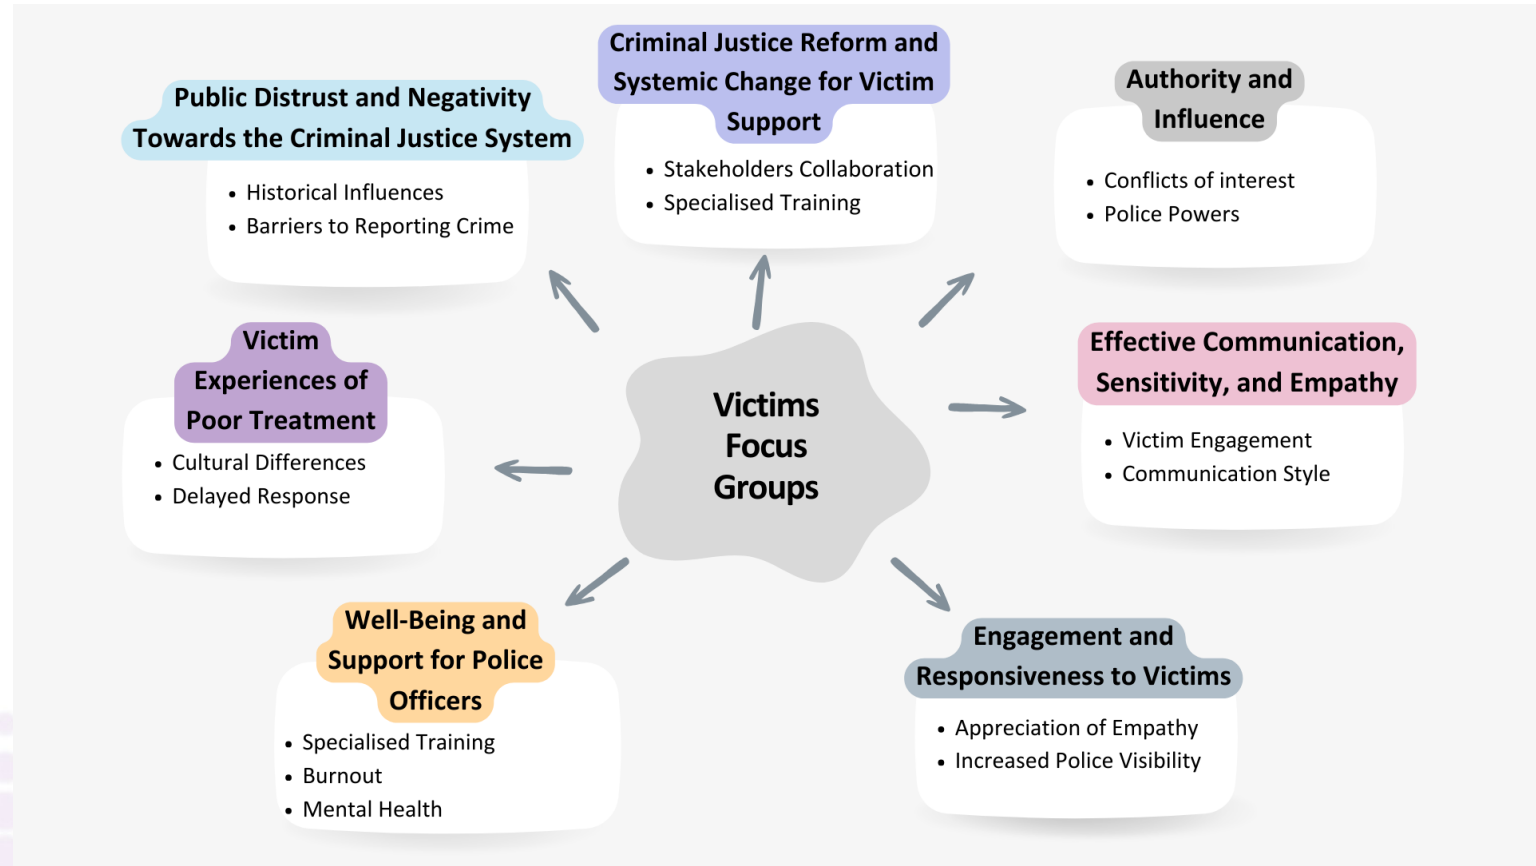 Public Distrust and Negativity
Towards the Criminal Justice System
• Historical Influences
• Barriers to Reporting Crime
Criminal Justice Reform and
Systemic Change for Victim
Support
• Stakeholders Collaboration
• Specialised Training
Authority and
Influence
• Conflicts of interest
• Police Powers
Victim
Experiences of
Poor Treatment
• Cultural Differences
• Delayed Response
Victims
Focus
Groups
Effective Communication,
Sensitivity, and Empathy
• Victim Engagement
• Communication Style
Well-Being and
Support for Police
Officers
• Specialised Training
• Burnout
• Mental Health
Engagement and
Responsiveness to Victims
• Appreciation of Empathy
• Increased Police Visibility